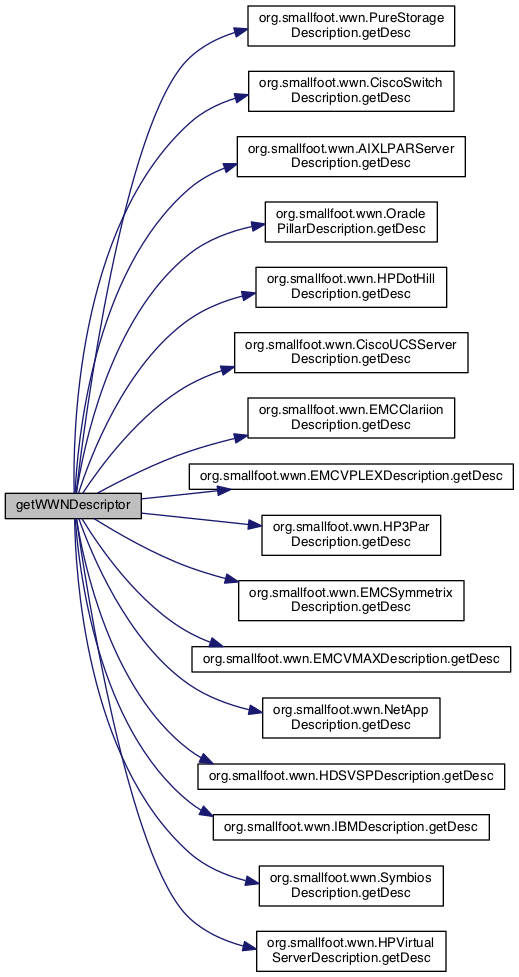 org.smallfoot.wwn.PureStorage
Description.getDesc
org.smallfoot.wwn.CiscoSwitch
Description.getDesc
org.smallfoot.wwn.AIXLPARServer
Description.getDesc
org.smallfoot.wwn.Oracle
PillarDescription.getDesc
org.smallfoot.wwn.HPDotHill
Description.getDesc
org.smallfoot.wwn.CiscoUCSServer
Description.getDesc
org.smallfoot.wwn.EMCClariion
Description.getDesc
org.smallfoot.wwn.EMCVPLEXDescription.getDesc
getWWNDescriptor
org.smallfoot.wwn.HP3Par
Description.getDesc
org.smallfoot.wwn.EMCSymmetrix
Description.getDesc
org.smallfoot.wwn.EMCVMAXDescription.getDesc
org.smallfoot.wwn.NetApp
Description.getDesc
org.smallfoot.wwn.HDSVSPDescription.getDesc
org.smallfoot.wwn.IBMDescription.getDesc
org.smallfoot.wwn.Symbios
Description.getDesc
org.smallfoot.wwn.HPVirtual
ServerDescription.getDesc